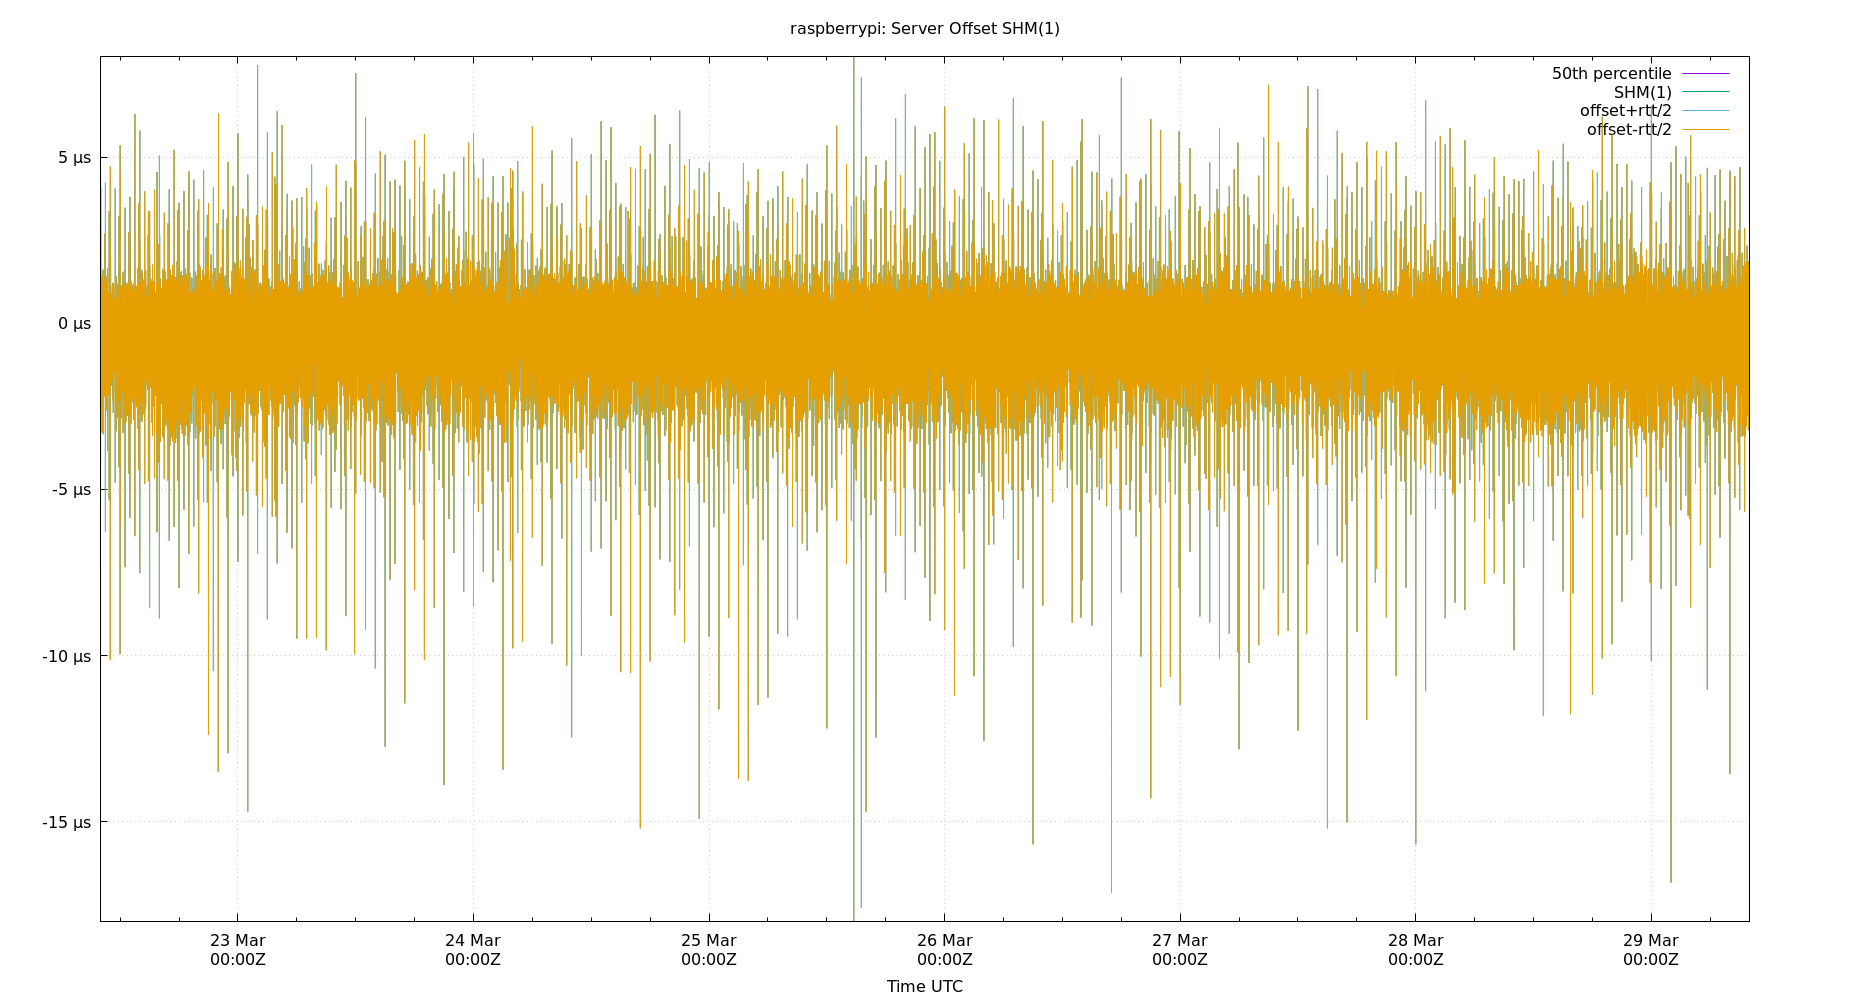 raspberrypi: Server Offset SHM(1)
50th percentile
SHM(1)
offset+rtt/2
offset-rtt/2
5 µs
0 µs
-5 µs
-10 µs
-15 µs
23 Mar
00:00Z
24 Mar
00:00Z
25 Mar
00:00Z
26 Mar
00:00Z
27 Mar
00:00Z
28 Mar
00:00Z
29 Mar
00:00Z
Time UTC